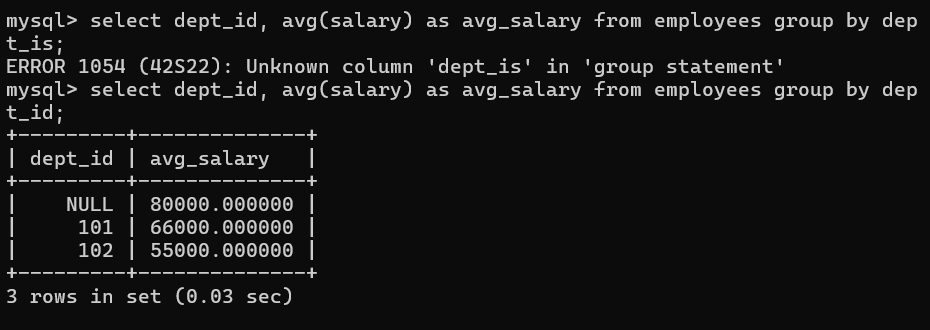 mysql> select dept_id, avg(salary) as avg_salary from employees group by dep
t_is;
ERROR 1054 (42S22): Unknown column 'dept_is' in 'group statement'
mysql> select dept_id, avg(salary) as avg_salary from employees group by dep
t_id;
+---------+--------------+
| dept_id | avg_salary   |
+---------+--------------+
|    NULL | 80000.000000 |
|     101 | 66000.000000 |
|     102 | 55000.000000 |
+---------+--------------+
3 rows in set (0.03 sec)